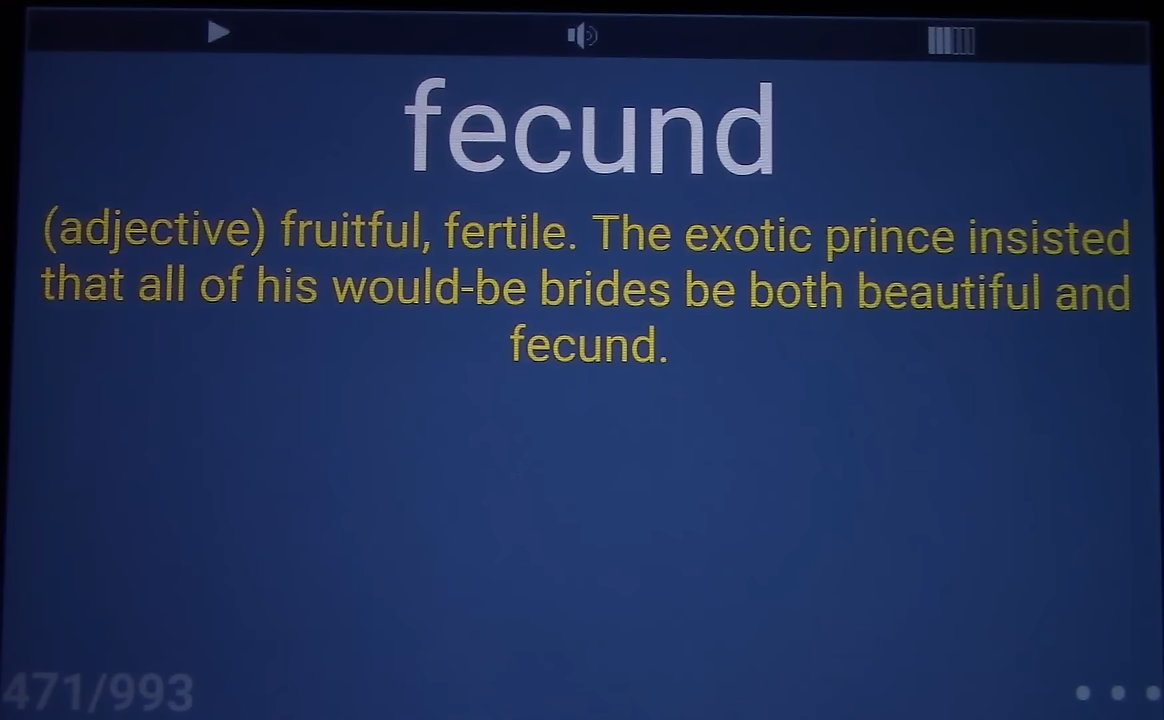 fecund
(adjective) fruitful, fertile. The exotic prince insisted
that all of his would-be brides be both beautiful and
fecund.
471/993